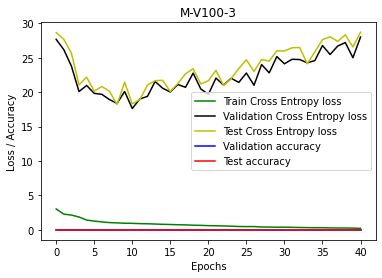 M-V100-3
Loss / Accuracy
30
25
20
15
10
5
0
Train Cross Entropy loss
Validation Cross Entropy loss
Test Cross Entropy loss
Validation accuracy
Test accuracy
0 5 10 15 20 25 30 35 40
Epochs